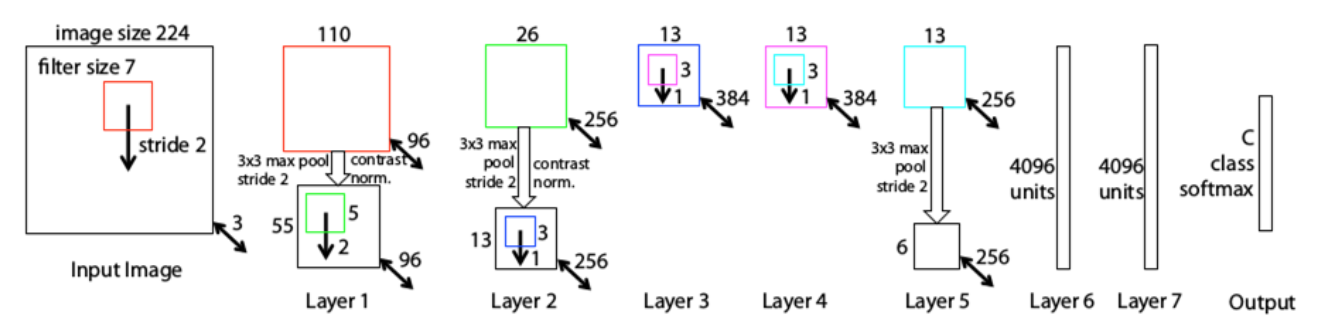 image size 224
filter size 7
stride 2
3
Input Image
110
96
3x3 max pool
stride 2
contrast
norm.
55
5
2
96
Layer 1
26
256
3x3 max
pool
stride 2
contrast
norm.
13
3
1
256
Layer 2
13
3
1
384
Layer 3
13
3
1
384
Layer 4
13
256
3x3 max
pool
stride 2
6
256
Layer 5
4096
units
Layer 6
4096
units
Layer 7
C
class
softmax
Output